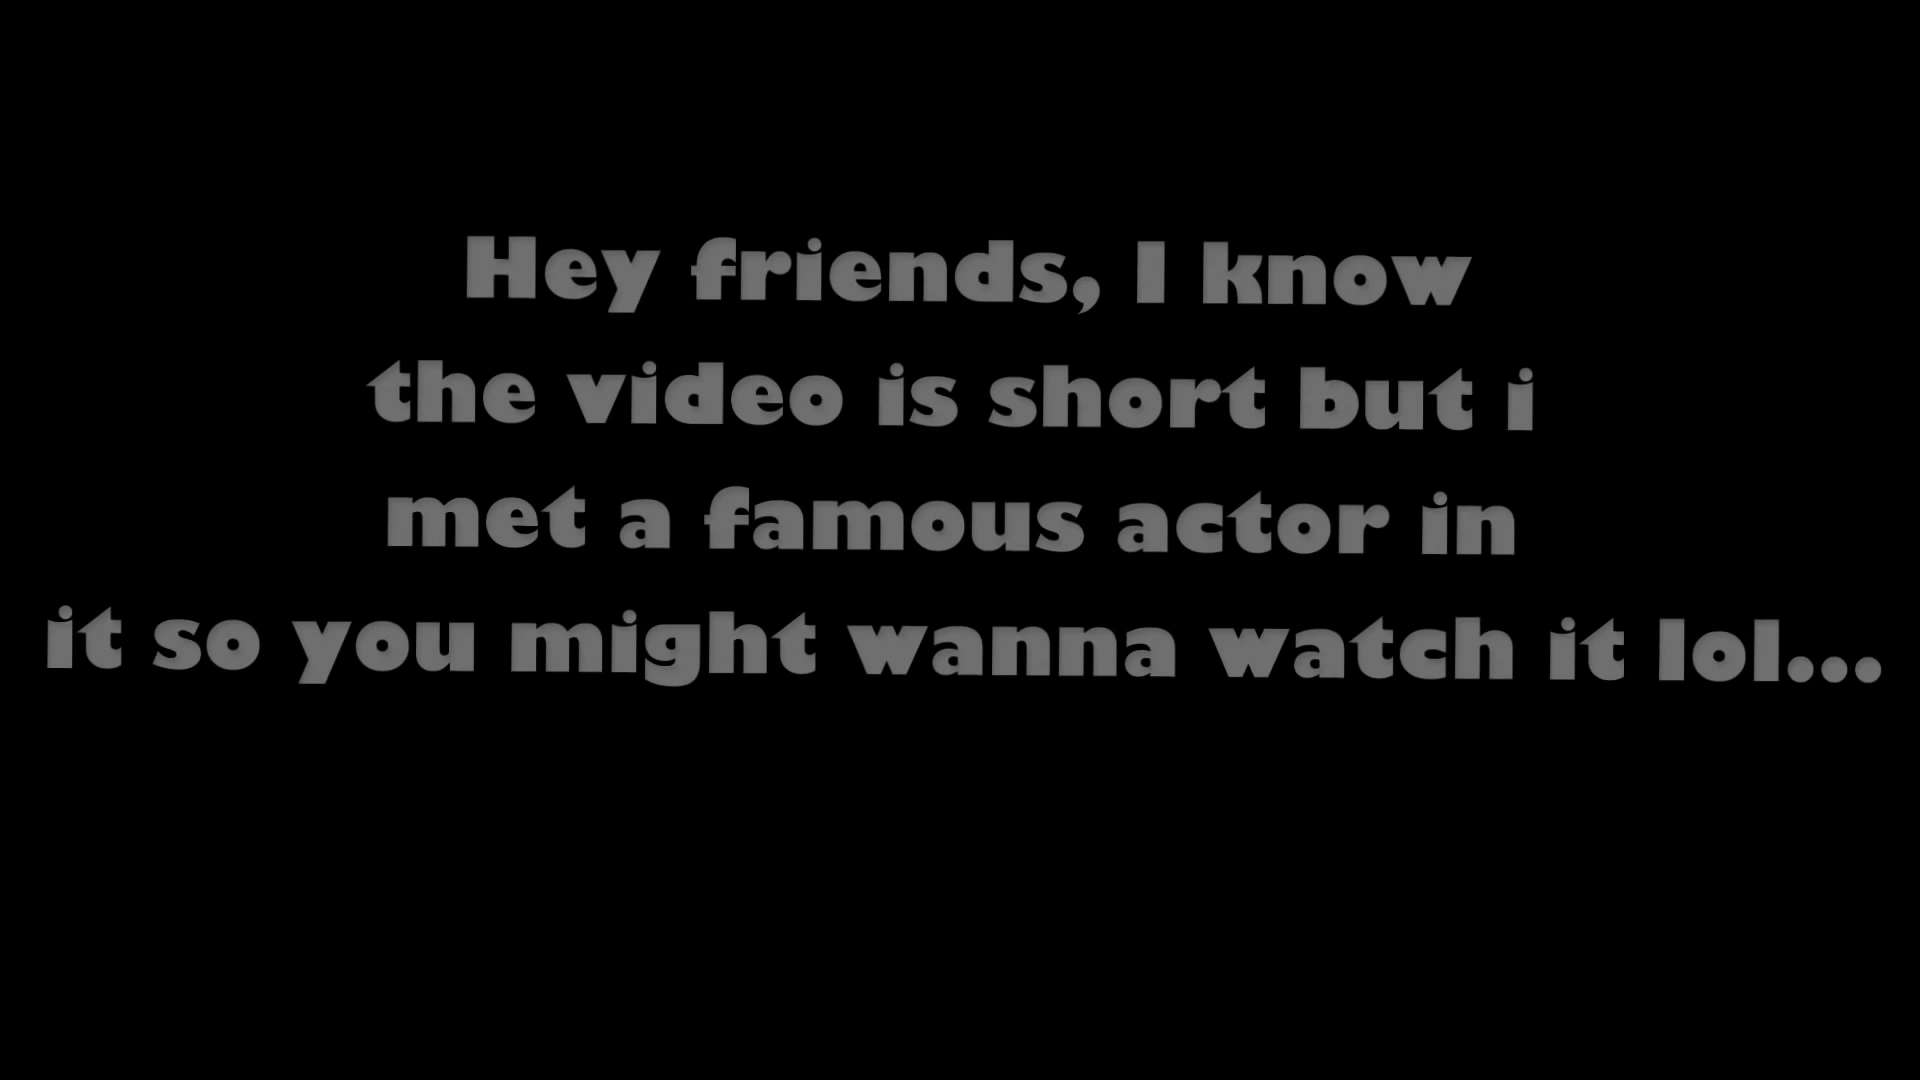 Hey friends, I know
the video is short but i
met a famous actor in
it so you might wanna watch it lol...